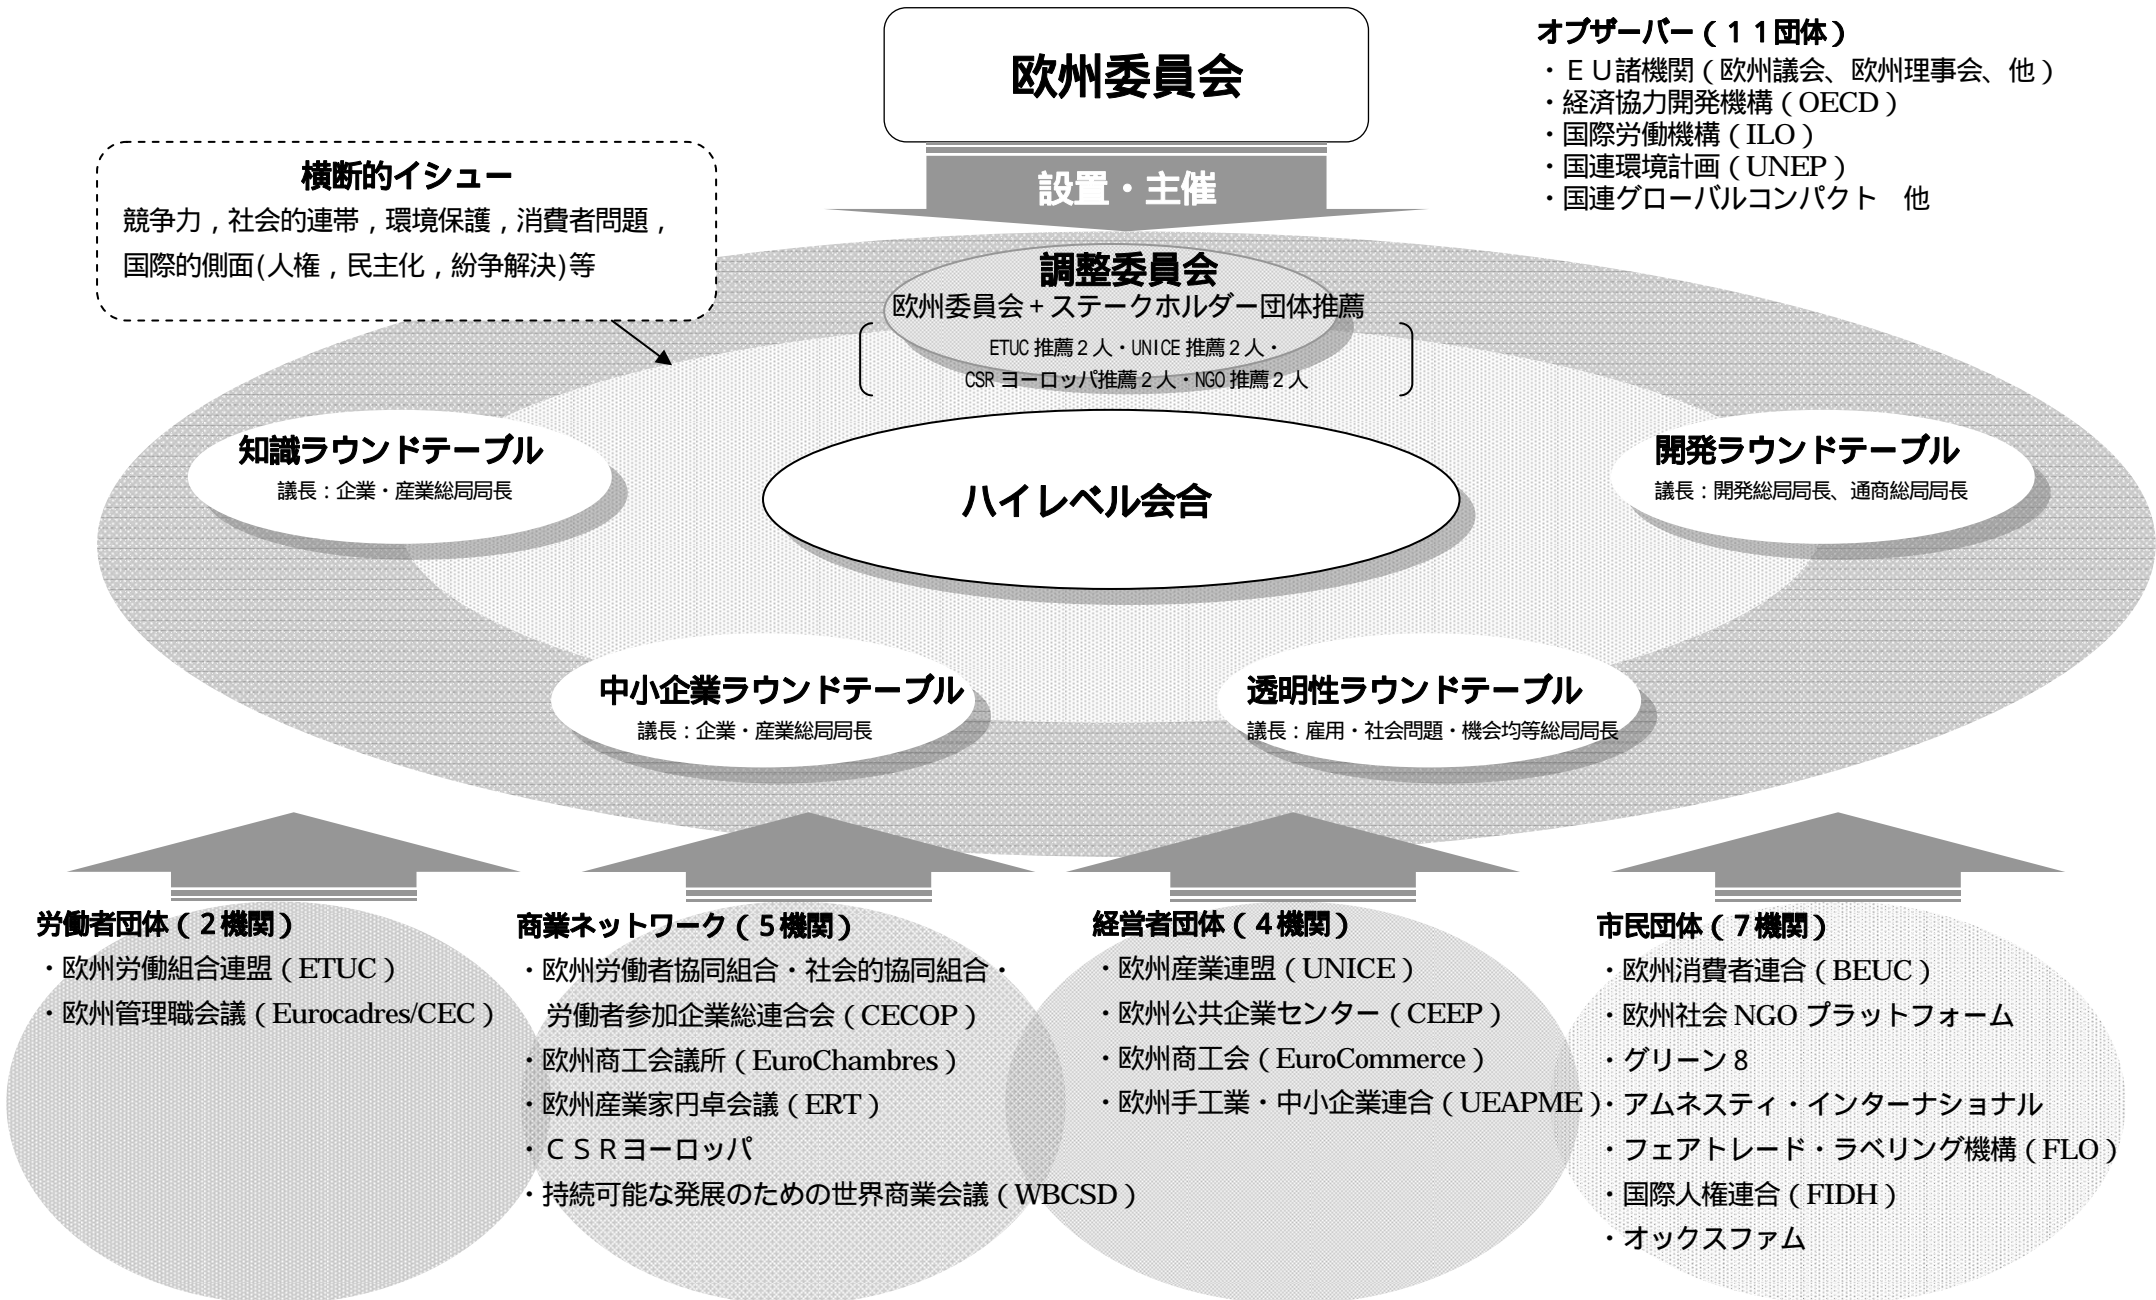 欧州委員会
オブザーバー（１１団体）
・ＥＵ諸機関（欧州議会、欧州理事会、他）
・経済協力開発機構（OECD）
・国際労働機構（ILO）
・国連環境計画（UNEP）
・国連グローバルコンパクト　他
設置・主催
横断的イシュー
競争力，社会的連帯，環境保護，消費者問題，
国際的側面(人権，民主化，紛争解決)等
調整委員会
欧州委員会＋ステークホルダー団体推薦
ETUC 推薦２人・UNICE 推薦２人・
CSR ヨーロッパ推薦２人・NGO 推薦２人
知識ラウンドテーブル
議長：企業・産業総局局長
ハイレベル会合
開発ラウンドテーブル
議長：開発総局局長、通商総局局長
中小企業ラウンドテーブル
議長：企業・産業総局局長
透明性ラウンドテーブル
議長：雇用・社会問題・機会均等総局局長
労働者団体（２機関）
・欧州労働組合連盟（ETUC）
・欧州管理職会議（Eurocadres/CEC）
商業ネットワーク（５機関）
・欧州労働者協同組合・社会的協同組合・
労働者参加企業総連合会（CECOP）
・欧州商工会議所（EuroChambres）
・欧州産業家円卓会議（ERT）
・ＣＳＲヨーロッパ
・持続可能な発展のための世界商業会議（WBCSD）
経営者団体（４機関）
・欧州産業連盟（UNICE）
・欧州公共企業センター（CEEP）
・欧州商工会（EuroCommerce）
・欧州手工業・中小企業連合（UEAPME）
市民団体（７機関）
・欧州消費者連合（BEUC）
・欧州社会 NGO プラットフォーム
・グリーン８
・アムネスティ・インターナショナル
・フェアトレード・ラベリング機構（FLO）
・国際人権連合（FIDH）
・オックスファム